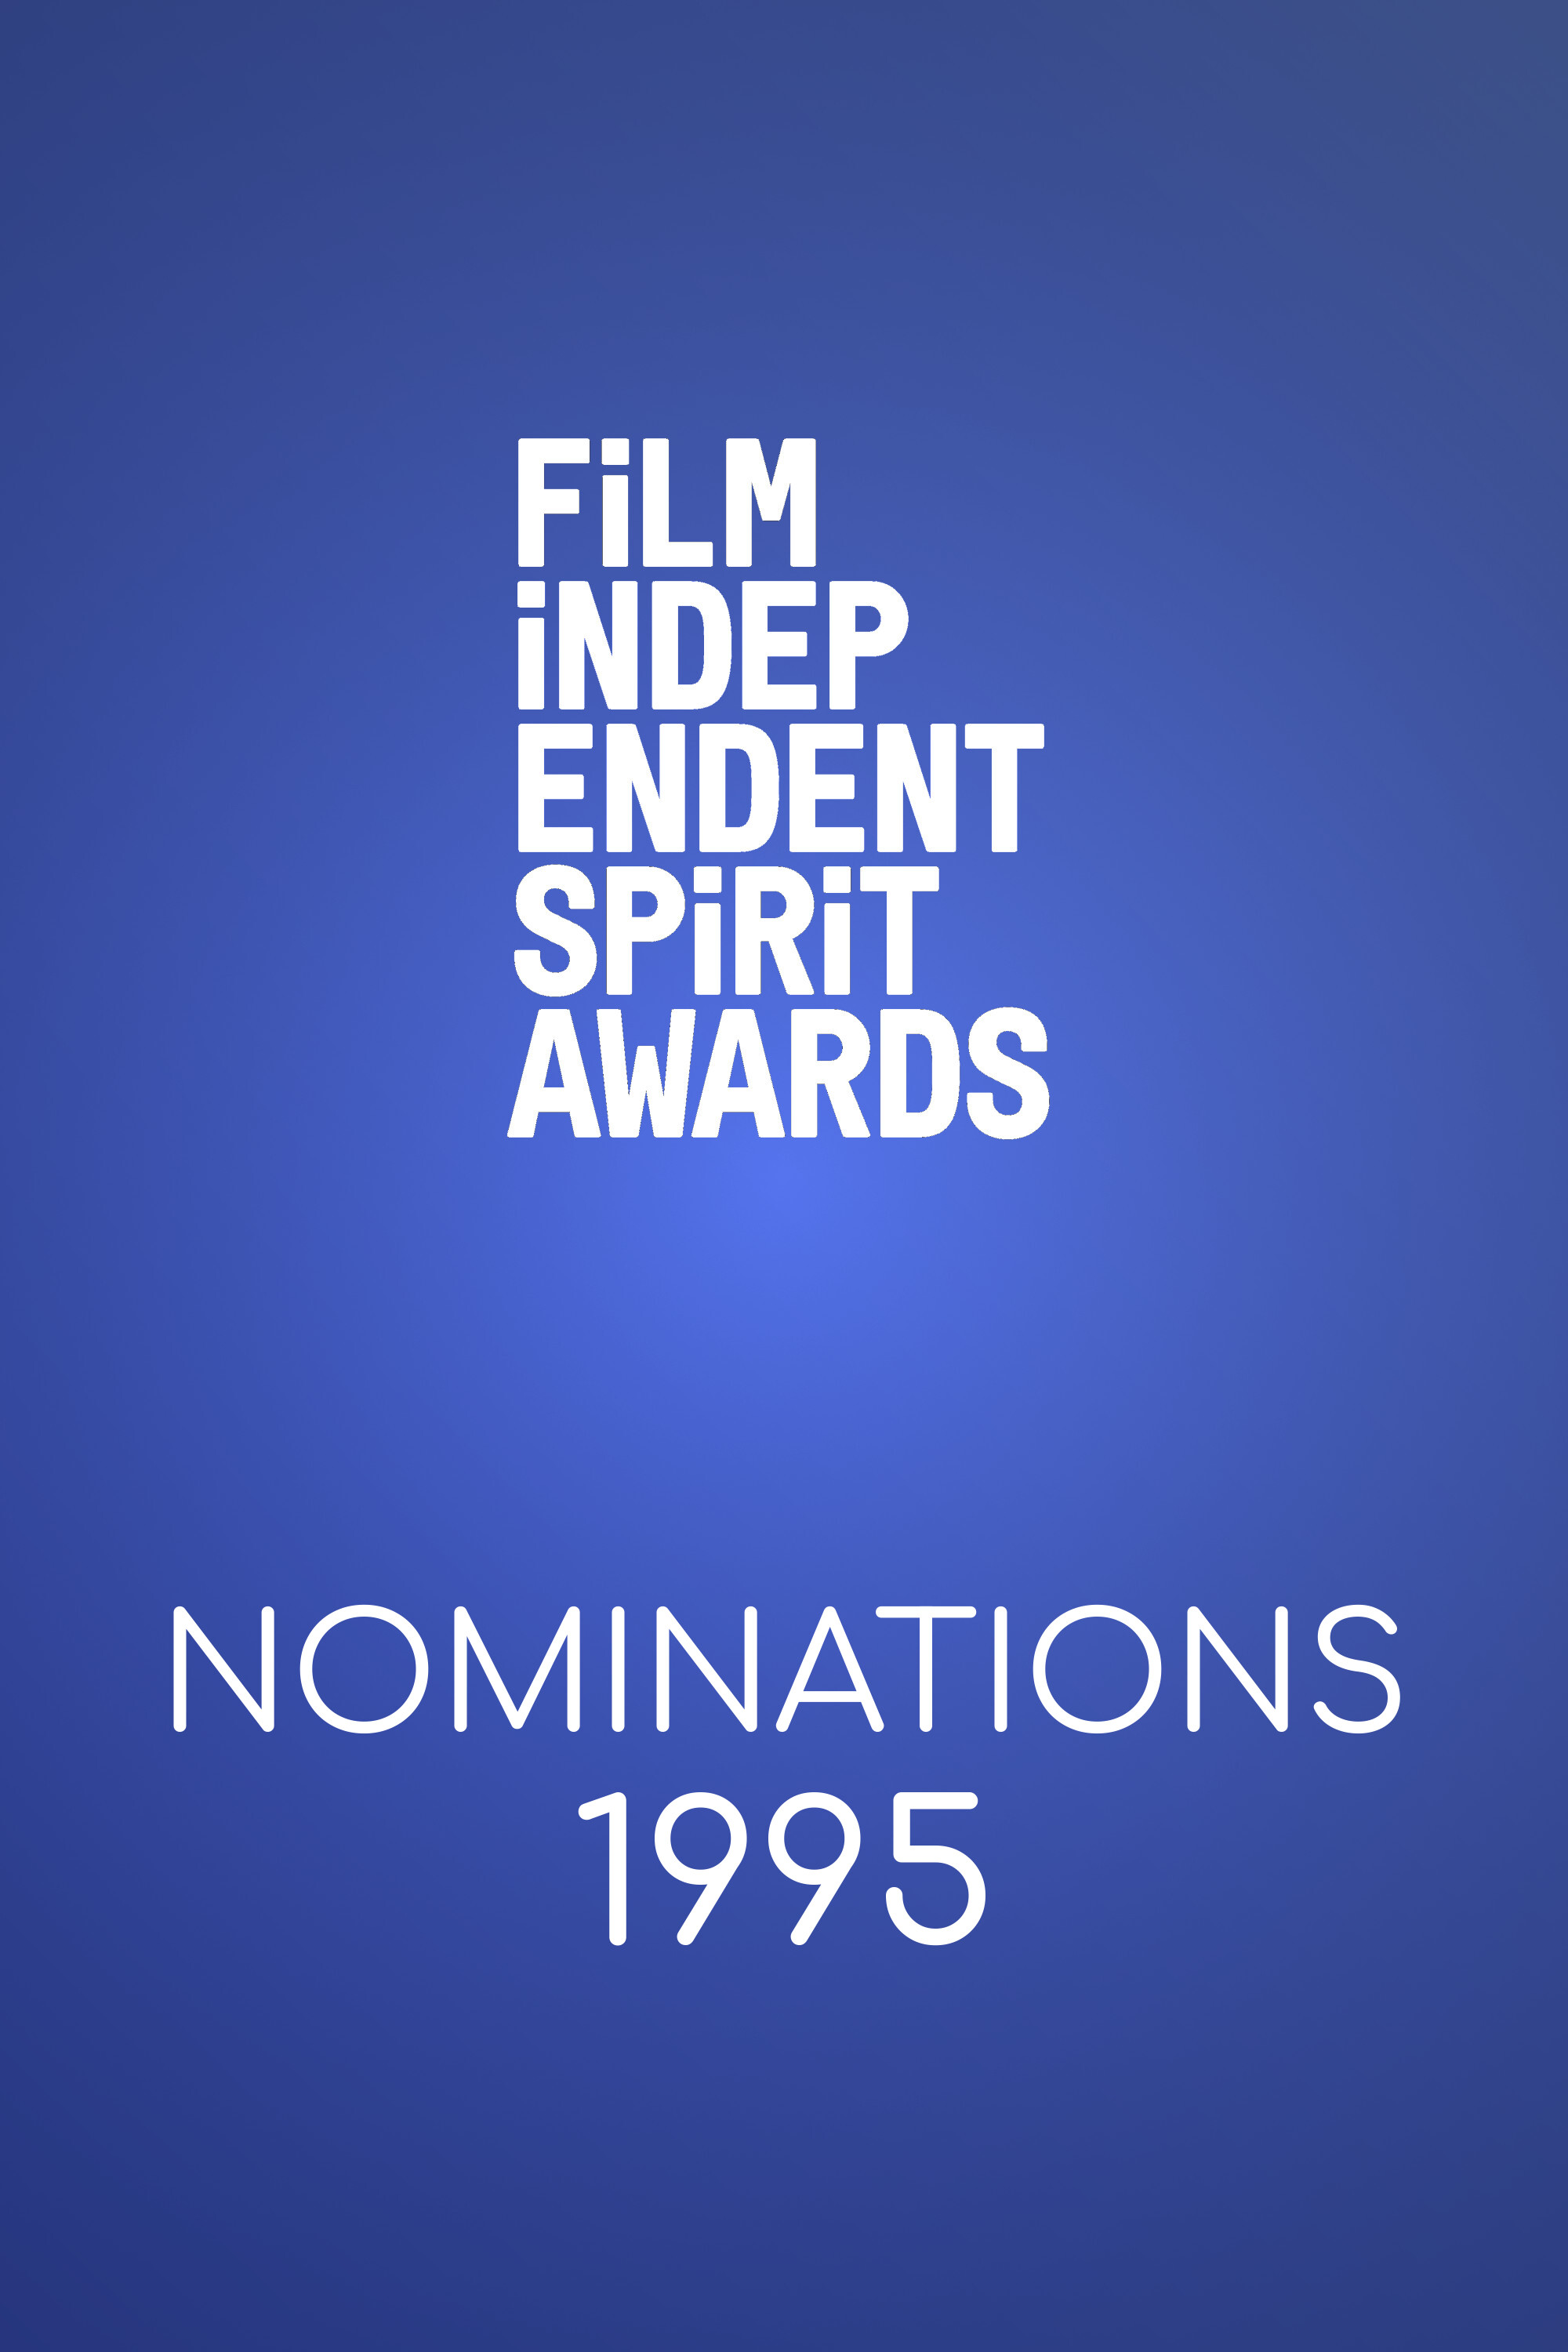 FiLM
iNDEP
ENDENT
SPiRiT
AWARDS
NOMINATIONS
1995